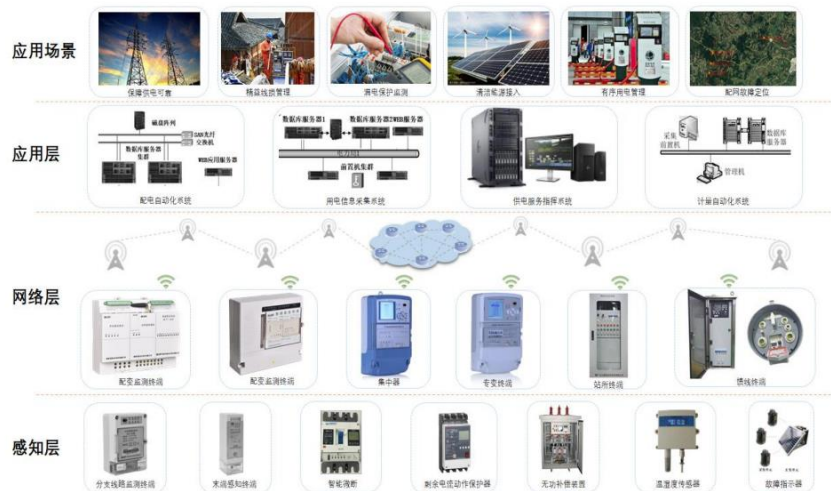 应用场景
保障供电可靠
精益线损管理
漏电保护监测
清洁能源接入
有序用电管理
配网故障定位
应用层
磁盘阵列
SAN光纤
交换机
数据库服务器
集群
WEB应用服务器
配电自动化系统
数据库服务器1
数据库服务器2
WEB服务器
前置机集群
用电信息采集系统
供电服务指挥系统
采集
前置机
数据库
服务器
管理机
计量自动化系统
网络层
配变监测终端
配变监测终端
集中器
专变终端
站所终端
馈线终端
感知层
分支线路监测终端
末端感知终端
智能微断
剩余电流动作保护器
无功补偿装置
温湿度传感器
故障指示器